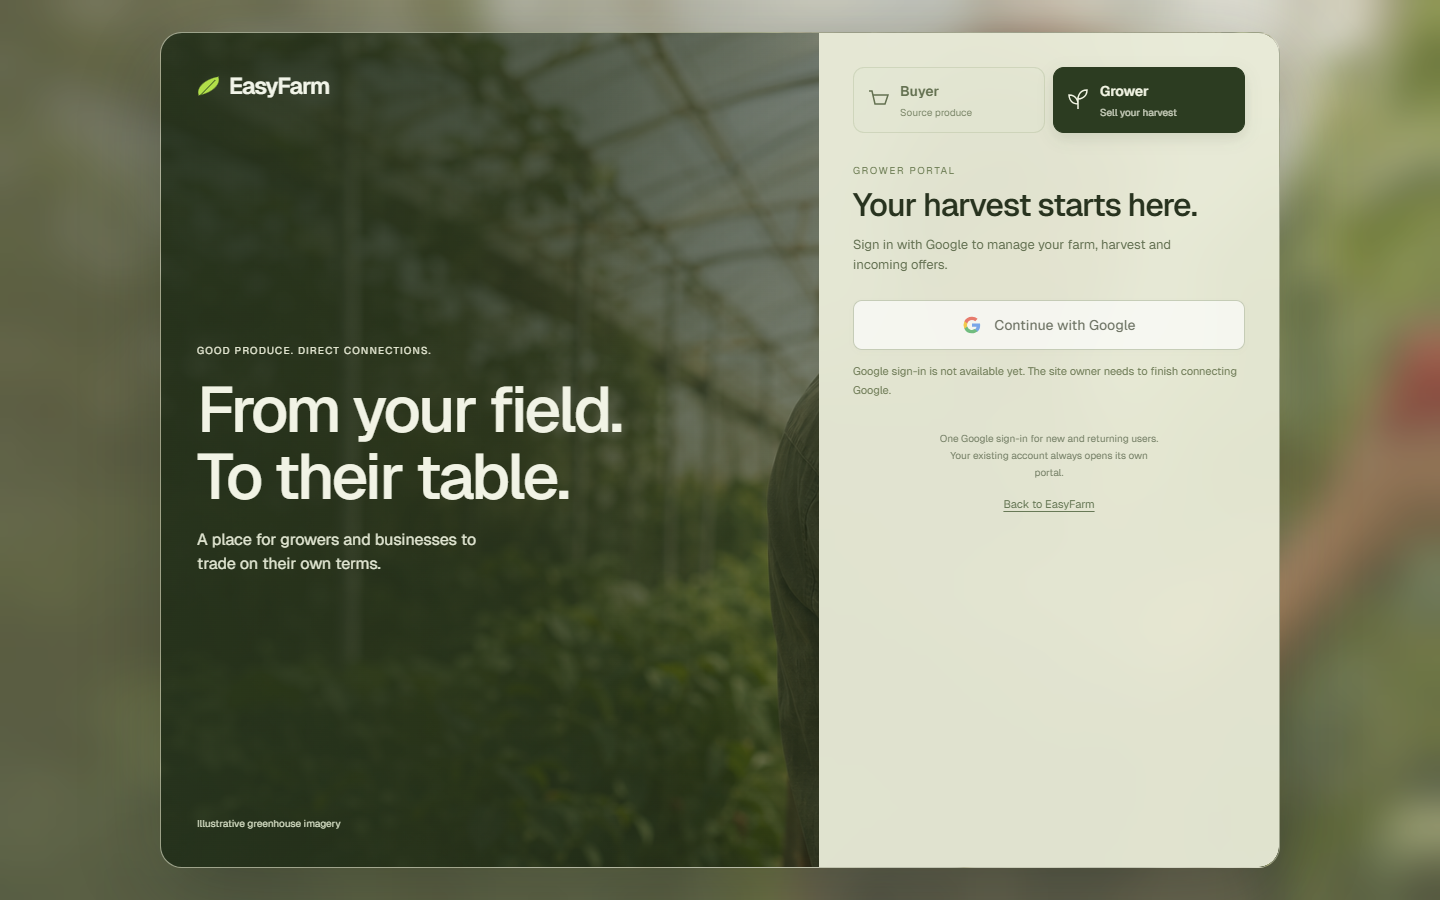 EasyFarm
GOOD PRODUCE. DIRECT CONNECTIONS.
From your field.
To their table.
A place for growers and businesses to
trade on their own terms.
Illustrative greenhouse imagery
Buyer
Source produce
Grower
Sell your harvest
GROWER PORTAL
Your harvest starts here.
Sign in with Google to manage your farm, harvest and
incoming offers.
Continue with Google
Google sign-in is not available yet. The site owner needs to finish connecting
Google.
One Google sign-in for new and returning users.
Your existing account always opens its own
portal.
Back to EasyFarm